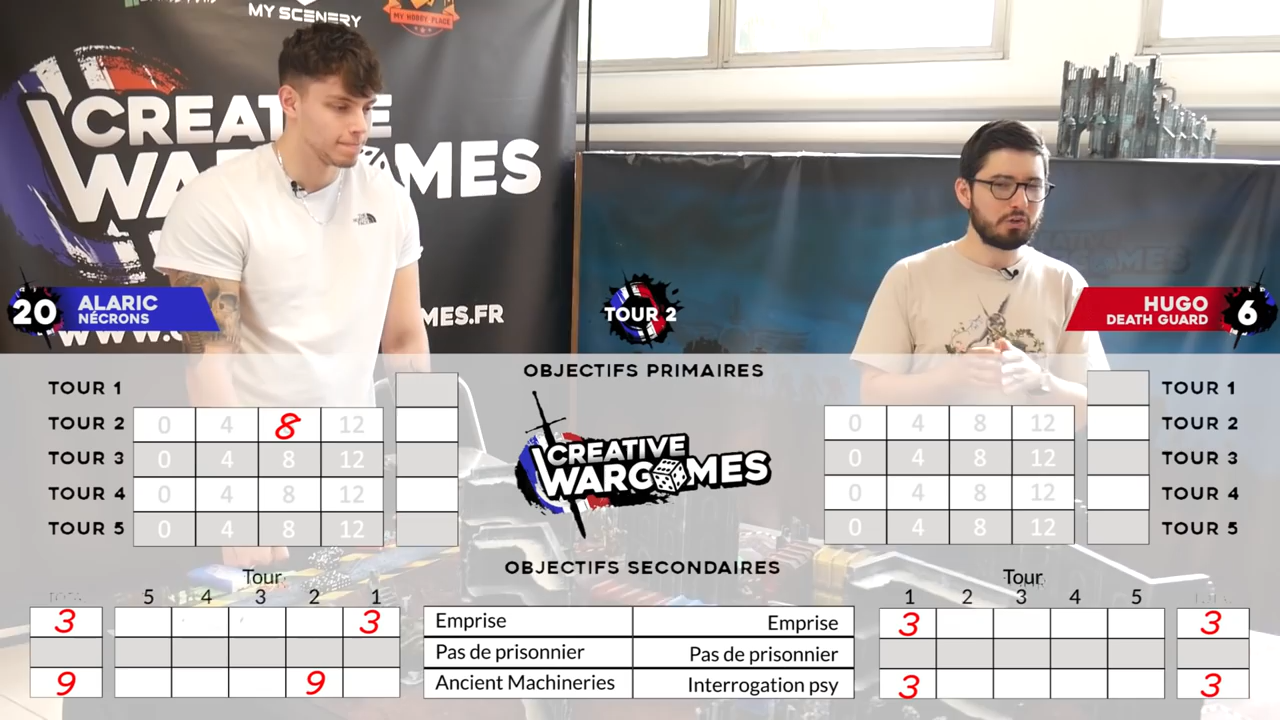 MY SCENERY
MY HOBBY PLACE
CREATIVE
WARGAMES
MES.FR
WWW.
20
ALARIC
NÉCRONS
TOUR 2
HUGO
DEATH GUARD
6
OBJECTIFS PRIMAIRES
TOUR 1
TOUR 1
TOUR 2 0 4 8 12
0 4 8 12 TOUR 2
TOUR 3 0 4 8 12
0 4 8 12 TOUR 3
TOUR 4 0 4 8 12
0 4 8 12 TOUR 4
TOUR 5 0 4 8 12
0 4 8 12 TOUR 5
CREATIVE
WARGAMES
OBJECTIFS SECONDAIRES
Tour
Tour
5 4 3 2 1
1 2 3 4 5
3 3 Emprise Emprise 3 3
Pas de prisonnier Pas de prisonnier
9 9 Ancient Machineries Interrogation psy 3 3